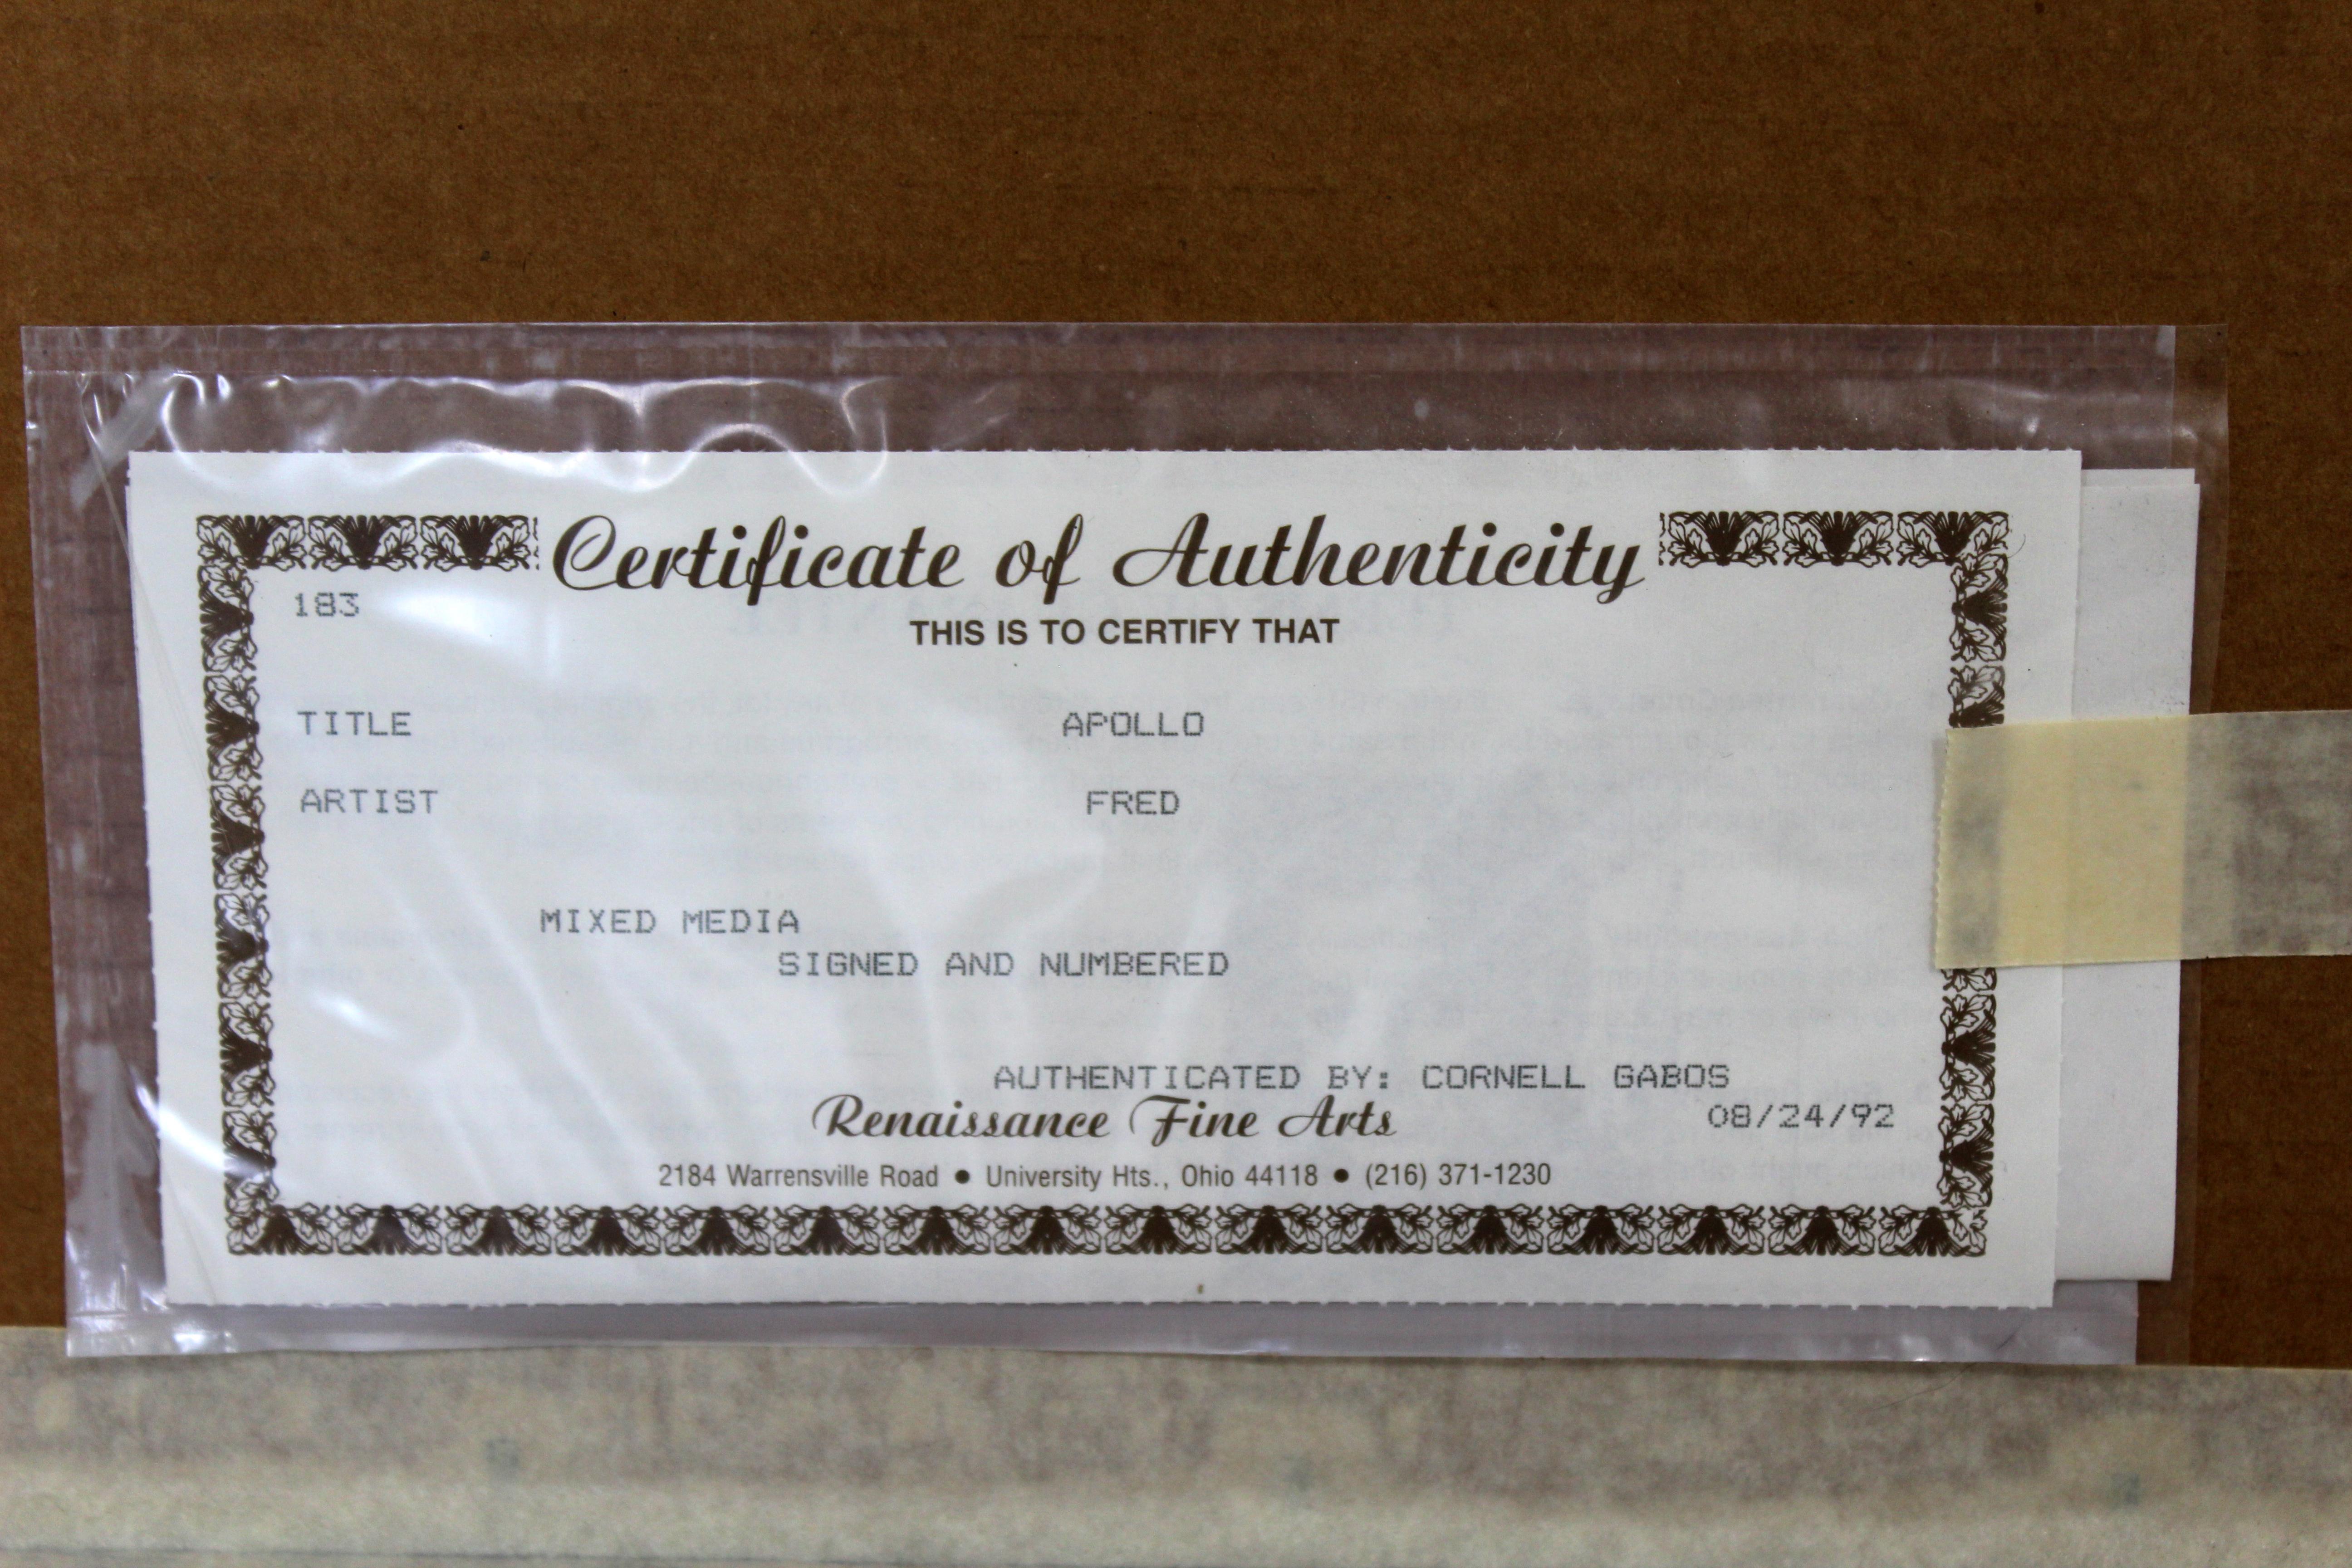 Certificate of Authenticity
183
THIS IS TO CERTIFY THAT
TITLE APOLLO
ARTIST FRED
MIXED MEDIA
SIGNED AND NUMBERED
AUTHENTICATED BY: CORNELL GABOS
Renaissance Fine Arts 08/24/92
2184 Warrensville Road • University Hts., Ohio 44118 • (216) 371-1230